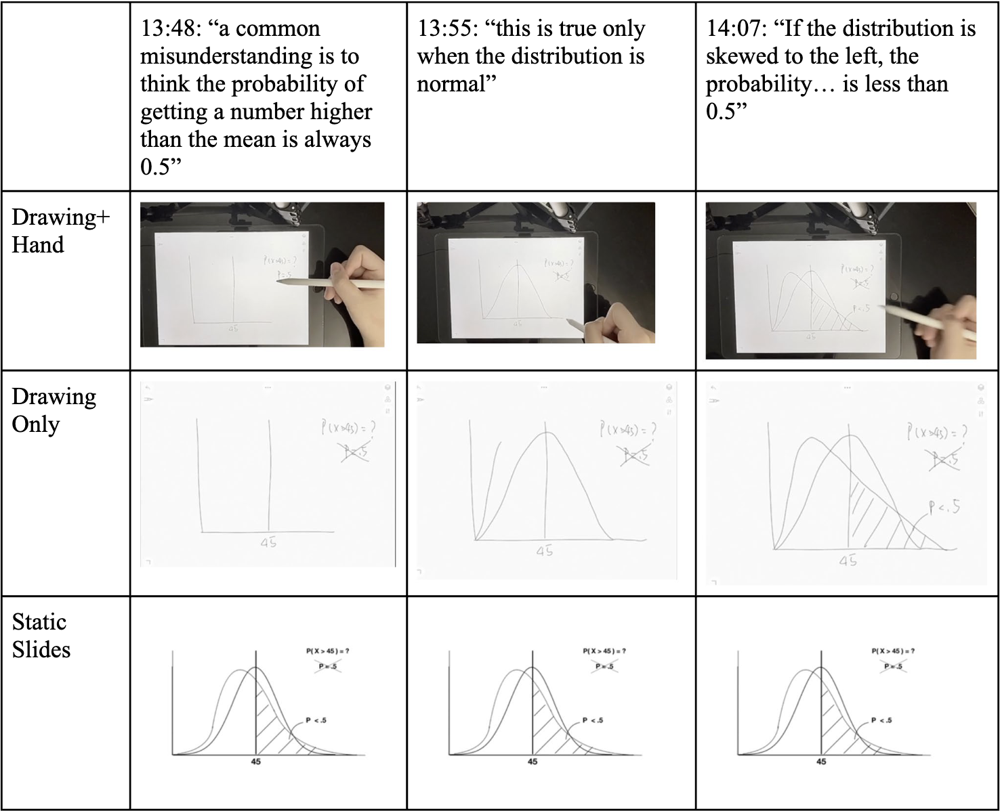 13:48: “a common
misunderstanding is to
think the probability of
getting a number higher
than the mean is always
0.5”
13:55: “this is true only
when the distribution is
normal”
14:07: “If the distribution is
skewed to the left, the
probability… is less than
0.5”
Drawing+
Hand
P(x>45) = ?
P=.5
45
P(x>45) = ?
P=.5
45
P(x>45) = ?
P=.5
P<.5
45
Drawing
Only
P(x>45) = ?
P=.5
45
P(x>45) = ?
P=.5
45
P(x>45) = ?
P=.5
P<.5
45
Static
Slides
P( X > 45 ) = ?
P = .5
P < .5
45
P( X > 45 ) = ?
P = .5
P < .5
45
P( X > 45 ) = ?
P = .5
P < .5
45